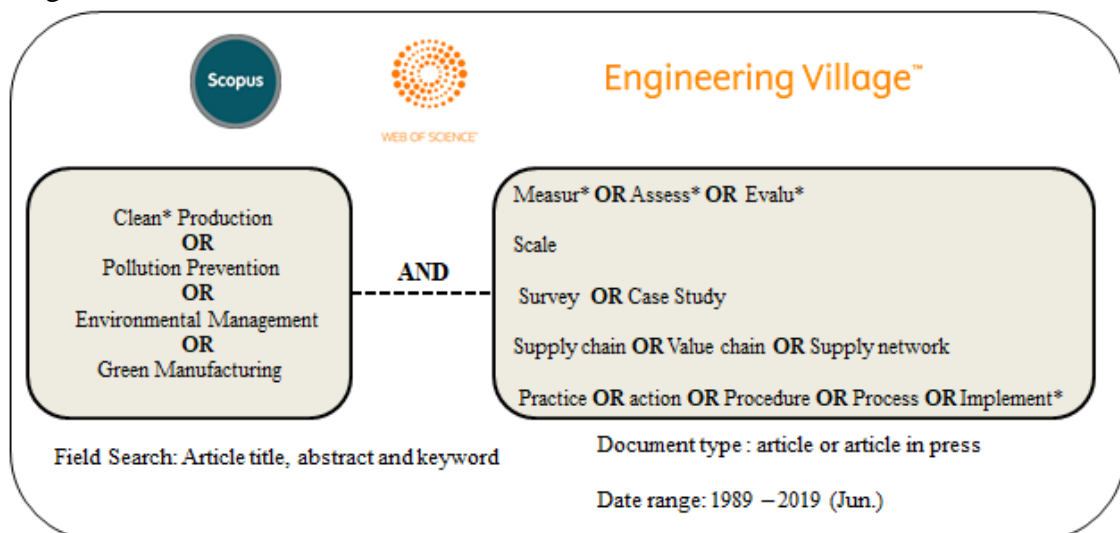 Scopus
WEB OF SCIENCE™
Engineering Village™
Clean* Production
OR
Pollution Prevention
OR
Environmental Management
OR
Green Manufacturing
AND
Measur* OR Assess* OR Evalu*
Scale
Survey OR Case Study
Supply chain OR Value chain OR Supply network
Practice OR action OR Procedure OR Process OR Implement*
Field Search: Article title, abstract and keyword
Document type : article or article in press
Date range: 1989 – 2019 (Jun.)